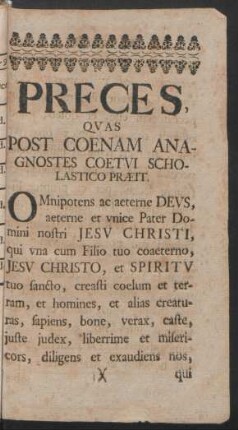 PRECES,
QVAS
POST COENAM ANA-
GNOSTES COETVI SCHO-
LASTICO PRÆIT.
OMnipotens ac aeterne DEVS,
aeterne et vnice Pater Do-
mini nostri JESV CHRISTI,
qui vna cum Filio tuo coaeterno,
JESV CHRISTO, et SPIRITV
tuo sancto, creasti coelum et ter-
ram, et homines, et alias creatu-
ras, sapiens, bone, verax, caste,
juste judex, liberrime et miseri-
cors, diligens et exaudiens nos,
)( qui